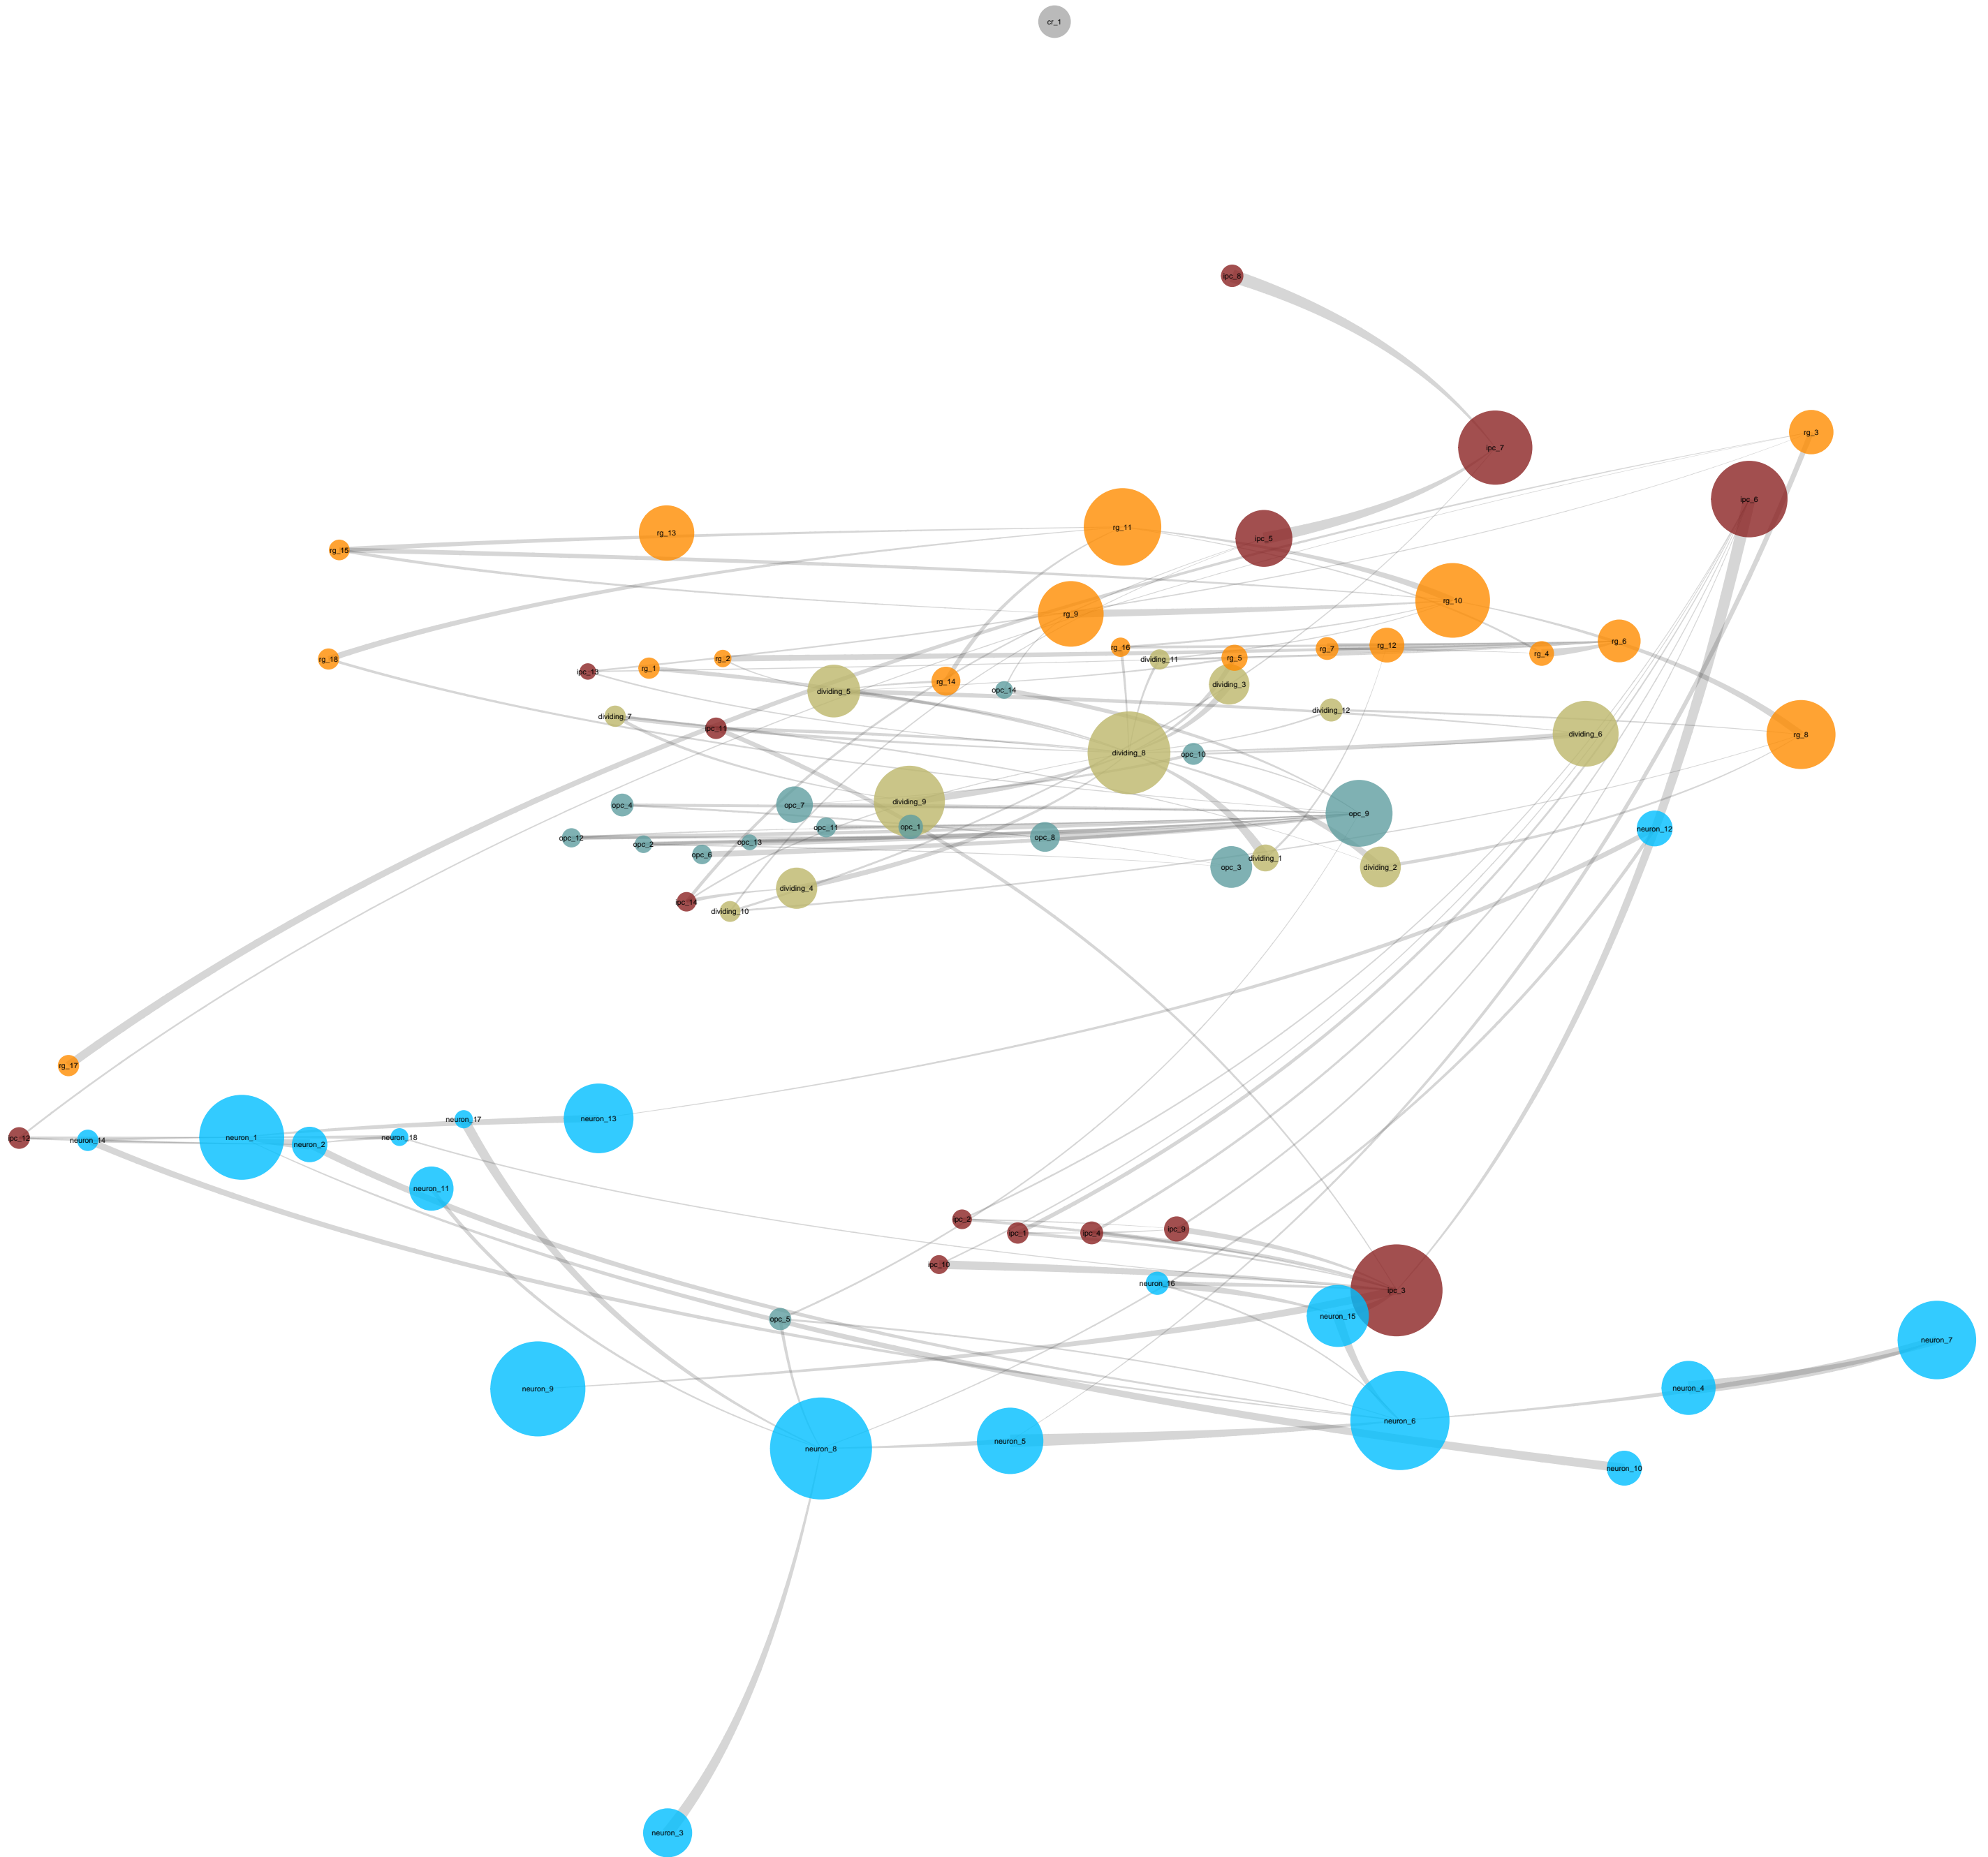 cr_1
ipc_8
rg_3
ipc_7
ipc_6
rg_11
rg_13
ipc_5
rg_15
rg_10
rg_9
rg_6
rg_12
rg_16
rg_7
rg_4
rg_5
rg_2
rg_18
dividing_11
rg_1
ipc_13
rg_14
dividing_3
opc_14
dividing_5
dividing_12
dividing_7
ipc_11
dividing_6
rg_8
dividing_8
opc_10
dividing_9
opc_7
opc_4
opc_9
opc_11
opc_1
neuron_12
opc_12
opc_8
opc_13
opc_2
opc_6
dividing_1
opc_3
dividing_2
dividing_4
ipc_14
dividing_10
rg_17
neuron_17
neuron_13
ipc_12
neuron_14
neuron_1
neuron_18
neuron_2
neuron_11
ipc_2
ipc_9
ipc_1
ipc_4
ipc_10
neuron_16
ipc_3
neuron_15
opc_5
neuron_7
neuron_9
neuron_4
neuron_6
neuron_5
neuron_8
neuron_10
neuron_3